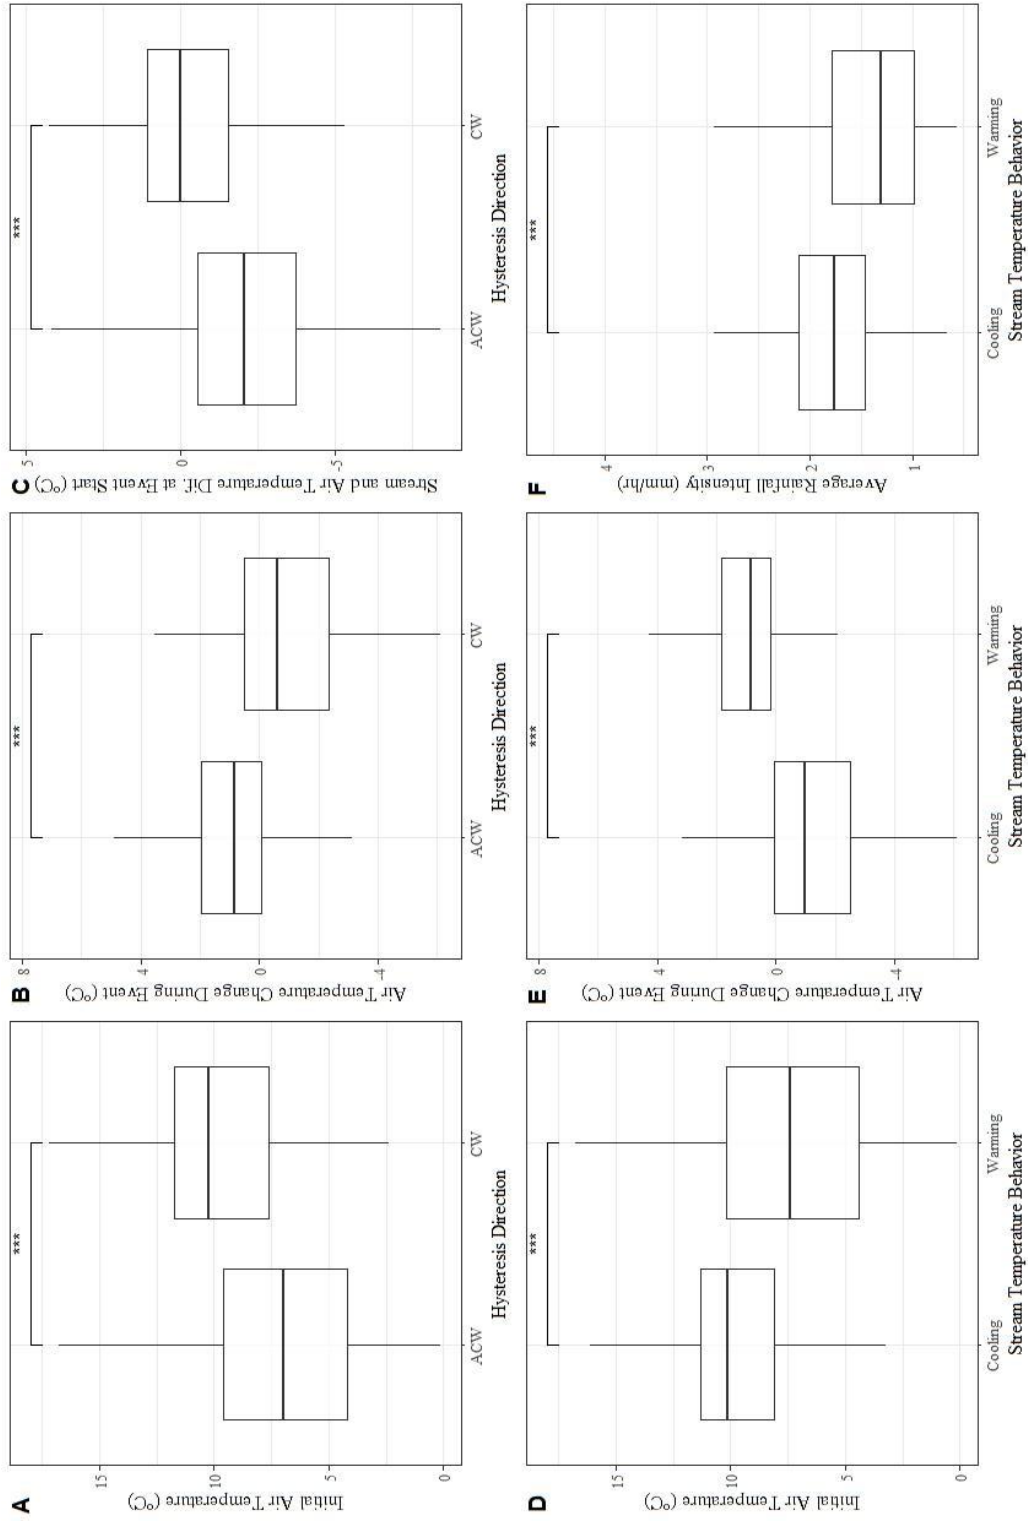 A
Initial Air Temperature (°C)
15
10
5
0
***
ACW
CW
Hysteresis Direction
B
Air Temperature Change During Event (°C)
8
4
0
-4
***
ACW
CW
Hysteresis Direction
C
Stream and Air Temperature Dif. at Event Start (°C)
5
0
-5
***
ACW
CW
Hysteresis Direction
D
Initial Air Temperature (°C)
15
10
5
0
***
Cooling
Warming
Stream Temperature Behavior
E
Air Temperature Change During Event (°C)
8
4
0
-4
***
Cooling
Warming
Stream Temperature Behavior
F
Average Rainfall Intensity (mm/hr)
4
3
2
1
***
Cooling
Warming
Stream Temperature Behavior